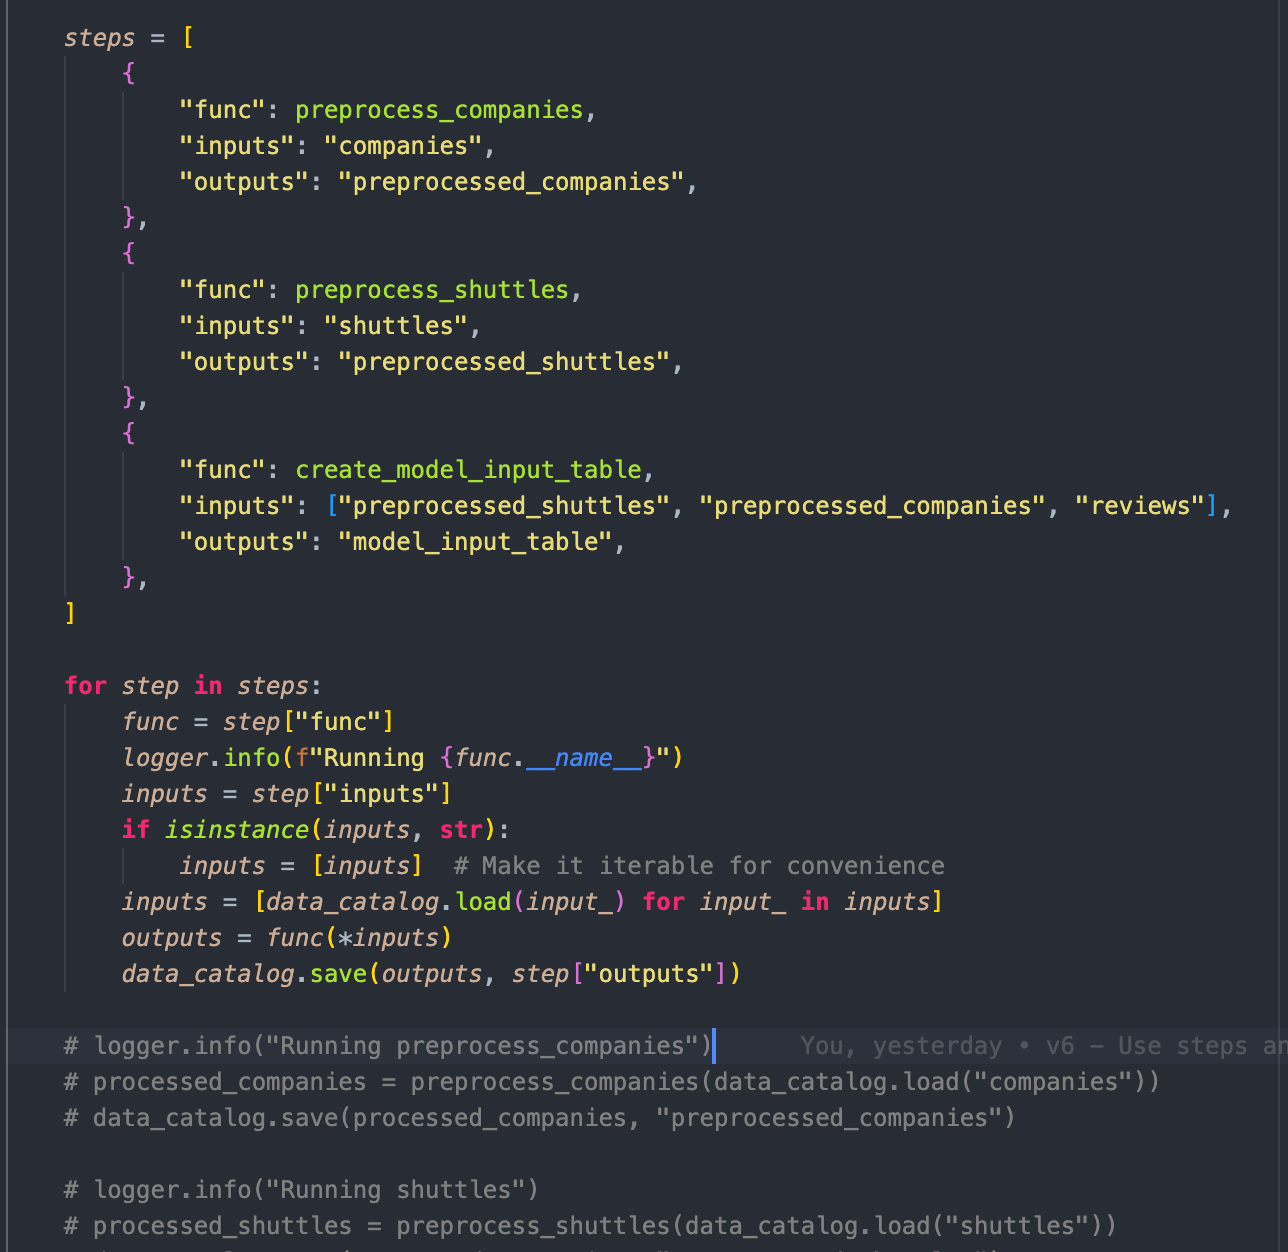 steps = [
    {
        "func": preprocess_companies,
        "inputs": "companies",
        "outputs": "preprocessed_companies",
    },
    {
        "func": preprocess_shuttles,
        "inputs": "shuttles",
        "outputs": "preprocessed_shuttles",
    },
    {
        "func": create_model_input_table,
        "inputs": ["preprocessed_shuttles", "preprocessed_companies", "reviews"],
        "outputs": "model_input_table",
    },
]

for step in steps:
    func = step["func"]
    logger.info(f"Running {func.__name__}")
    inputs = step["inputs"]
    if isinstance(inputs, str):
        inputs = [inputs]  # Make it iterable for convenience
    inputs = [data_catalog.load(input_) for input_ in inputs]
    outputs = func(*inputs)
    data_catalog.save(outputs, step["outputs"])

# logger.info("Running preprocess_companies")      You, yesterday • v6 – Use steps
# processed_companies = preprocess_companies(data_catalog.load("companies"))
# data_catalog.save(processed_companies, "preprocessed_companies")

# logger.info("Running shuttles")
# processed_shuttles = preprocess_shuttles(data_catalog.load("shuttles"))